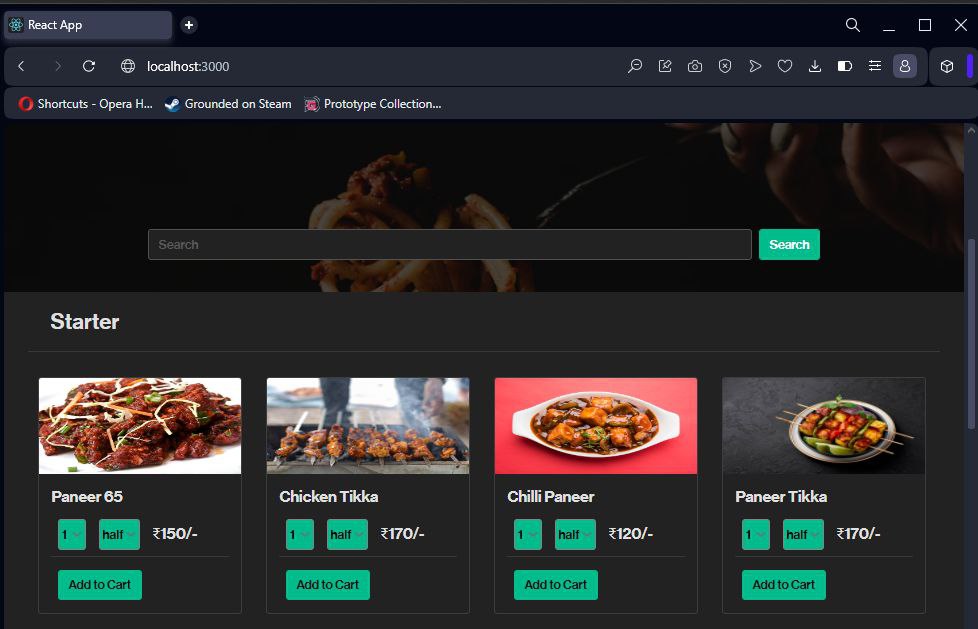 React App
localhost:3000
Shortcuts - Opera H... Grounded on Steam Prototype Collection...
Search Search
Starter
Paneer 65 Chicken Tikka Chilli Paneer Paneer Tikka
1 half ₹150/- 1 half ₹170/- 1 half ₹120/- 1 half ₹170/-
Add to Cart Add to Cart Add to Cart Add to Cart